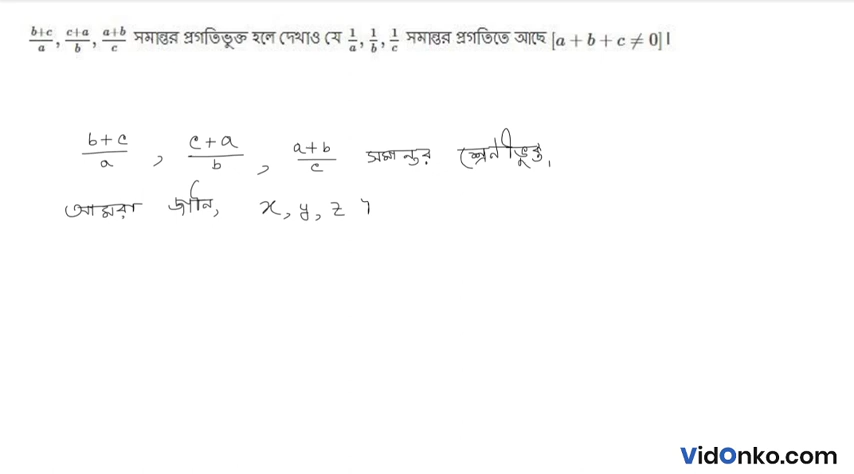 b+c/a, c+a/b, a+b/c সমান্তর প্রগতিভুক্ত হলে দেখাও যে 1/a, 1/b, 1/c সমান্তর প্রগতিতে আছে [a + b + c ≠ 0]।
b+c/a, c+a/b, a+b/c সমান্তর শ্রেণীভুক্ত,
আমরা জানি, x, y, z
VidOnko.com